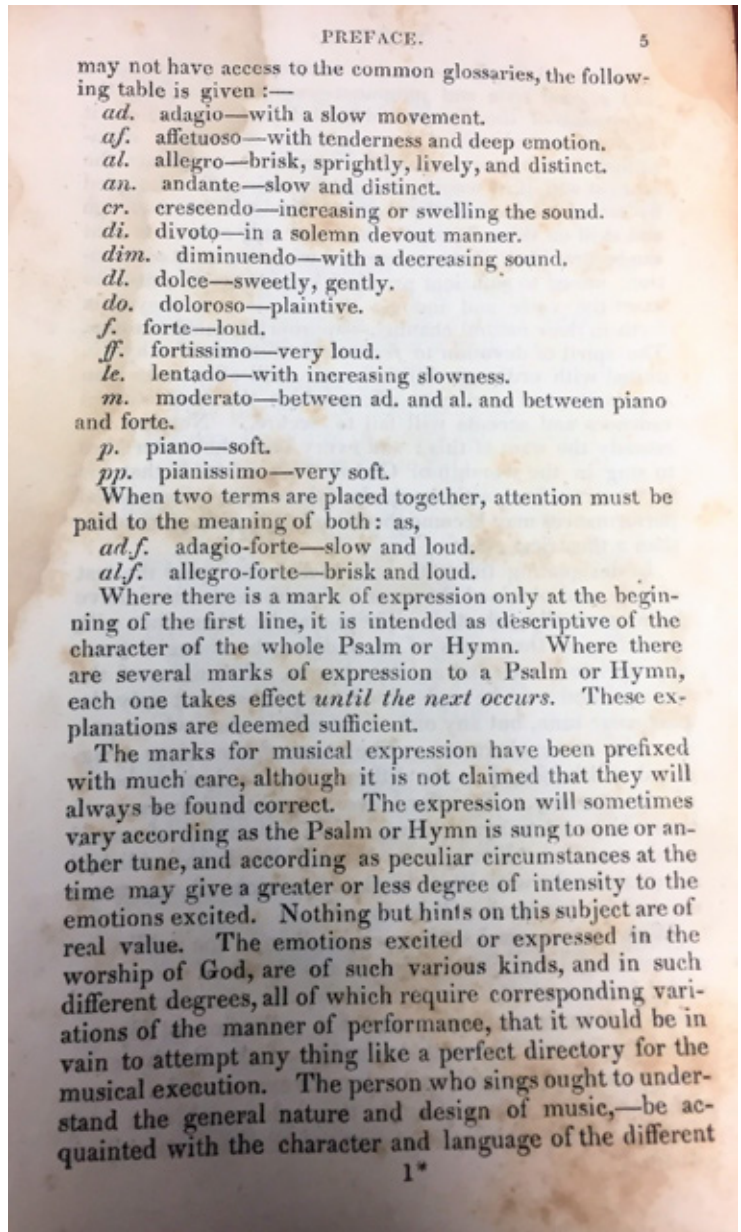 PREFACE. 5
may not have access to the common glossaries, the follow-
ing table is given :—
ad. adagio—with a slow movement.
af. affetuoso—with tenderness and deep emotion.
al. allegro—brisk, sprightly, lively, and distinct.
an. andante—slow and distinct.
cr. crescendo—increasing or swelling the sound.
di. divoto—in a solemn devout manner.
dim. diminuendo—with a decreasing sound.
dl. dolce—sweetly, gently.
do. doloroso—plaintive.
f. forte—loud.
ff. fortissimo—very loud.
le. lentado—with increasing slowness.
m. moderato—between ad. and al. and between piano
and forte.
p. piano—soft.
pp. pianissimo—very soft.
When two terms are placed together, attention must be
paid to the meaning of both : as,
ad.f. adagio-forte—slow and loud.
al.f. allegro-forte—brisk and loud.
Where there is a mark of expression only at the begin-
ning of the first line, it is intended as descriptive of the
character of the whole Psalm or Hymn. Where there
are several marks of expression to a Psalm or Hymn,
each one takes effect until the next occurs. These ex-
planations are deemed sufficient.
The marks for musical expression have been prefixed
with much care, although it is not claimed that they will
always be found correct. The expression will sometimes
vary according as the Psalm or Hymn is sung to one or an-
other tune, and according as peculiar circumstances at the
time may give a greater or less degree of intensity to the
emotions excited. Nothing but hints on this subject are of
real value. The emotions excited or expressed in the
worship of God, are of such various kinds, and in such
different degrees, all of which require corresponding vari-
ations of the manner of performance, that it would be in
vain to attempt any thing like a perfect directory for the
musical execution. The person who sings ought to under-
stand the general nature and design of music,—be ac-
quainted with the character and language of the different
1*